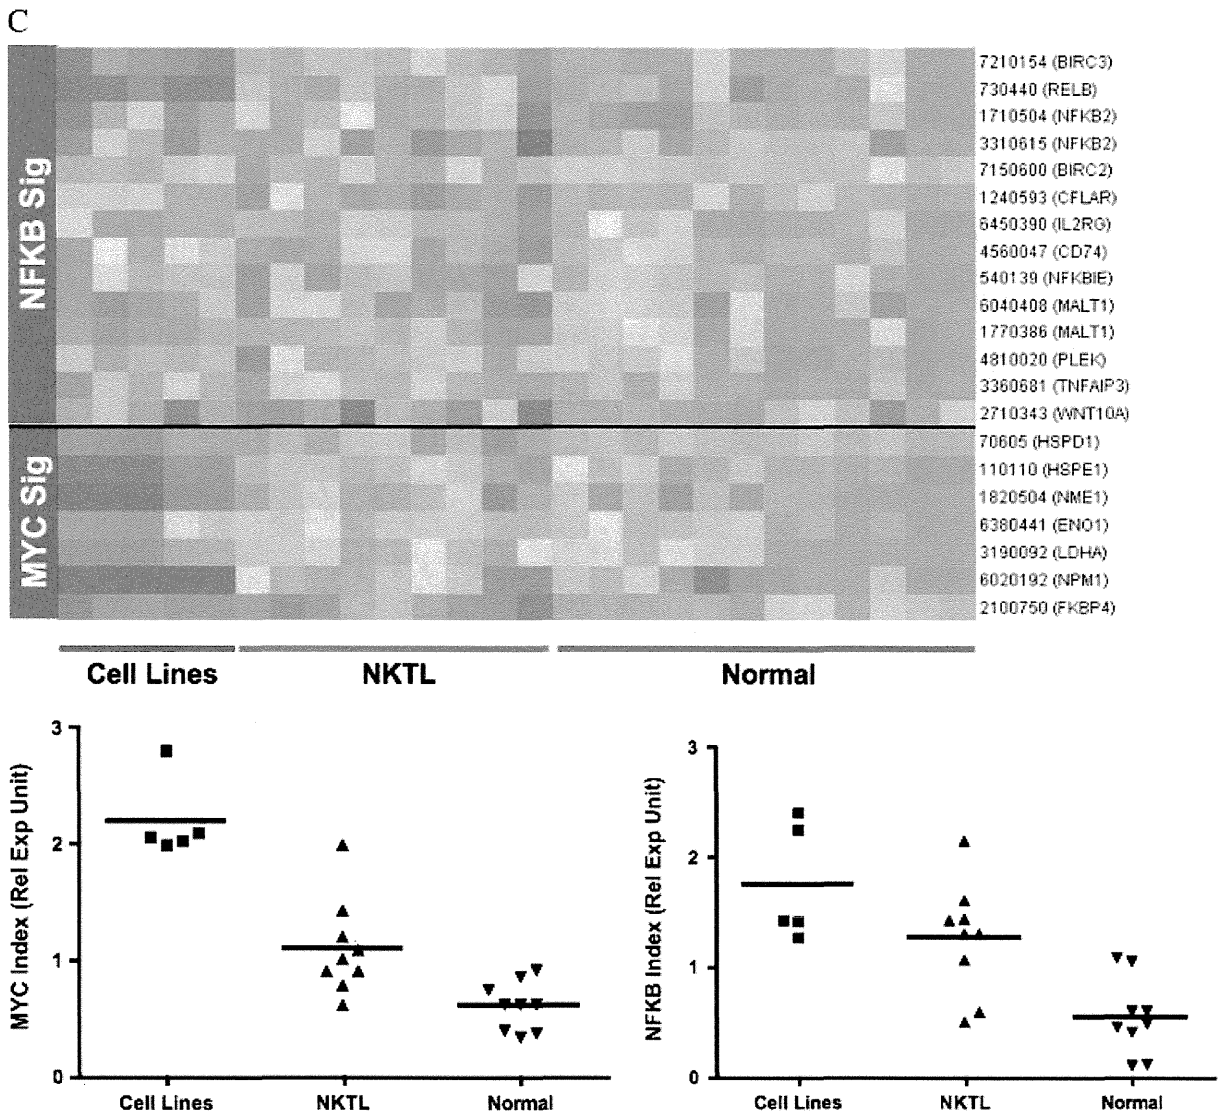 C
NFKB Sig
7210154 (BIRC3)
730440 (RELB)
1710504 (NFKB2)
3310615 (NFKB2)
7150600 (BIRC2)
1240593 (CFLAR)
6450390 (IL2RG)
4560047 (CD74)
540139 (NFKBIE)
6040408 (MALT1)
1770386 (MALT1)
4810020 (PLEK)
3360681 (TNFAIP3)
2710343 (WNT10A)
MYC Sig
70605 (HSPD1)
110110 (HSPE1)
1820504 (NME1)
6380441 (ENO1)
3190092 (LDHA)
6020192 (NPM1)
2100750 (FKBP4)
Cell Lines NKTL Normal
MYC Index (Rel Exp Unit)
3
2
1
0
Cell Lines NKTL Normal
NFKB Index (Rel Exp Unit)
3
2
1
0
Cell Lines NKTL Normal